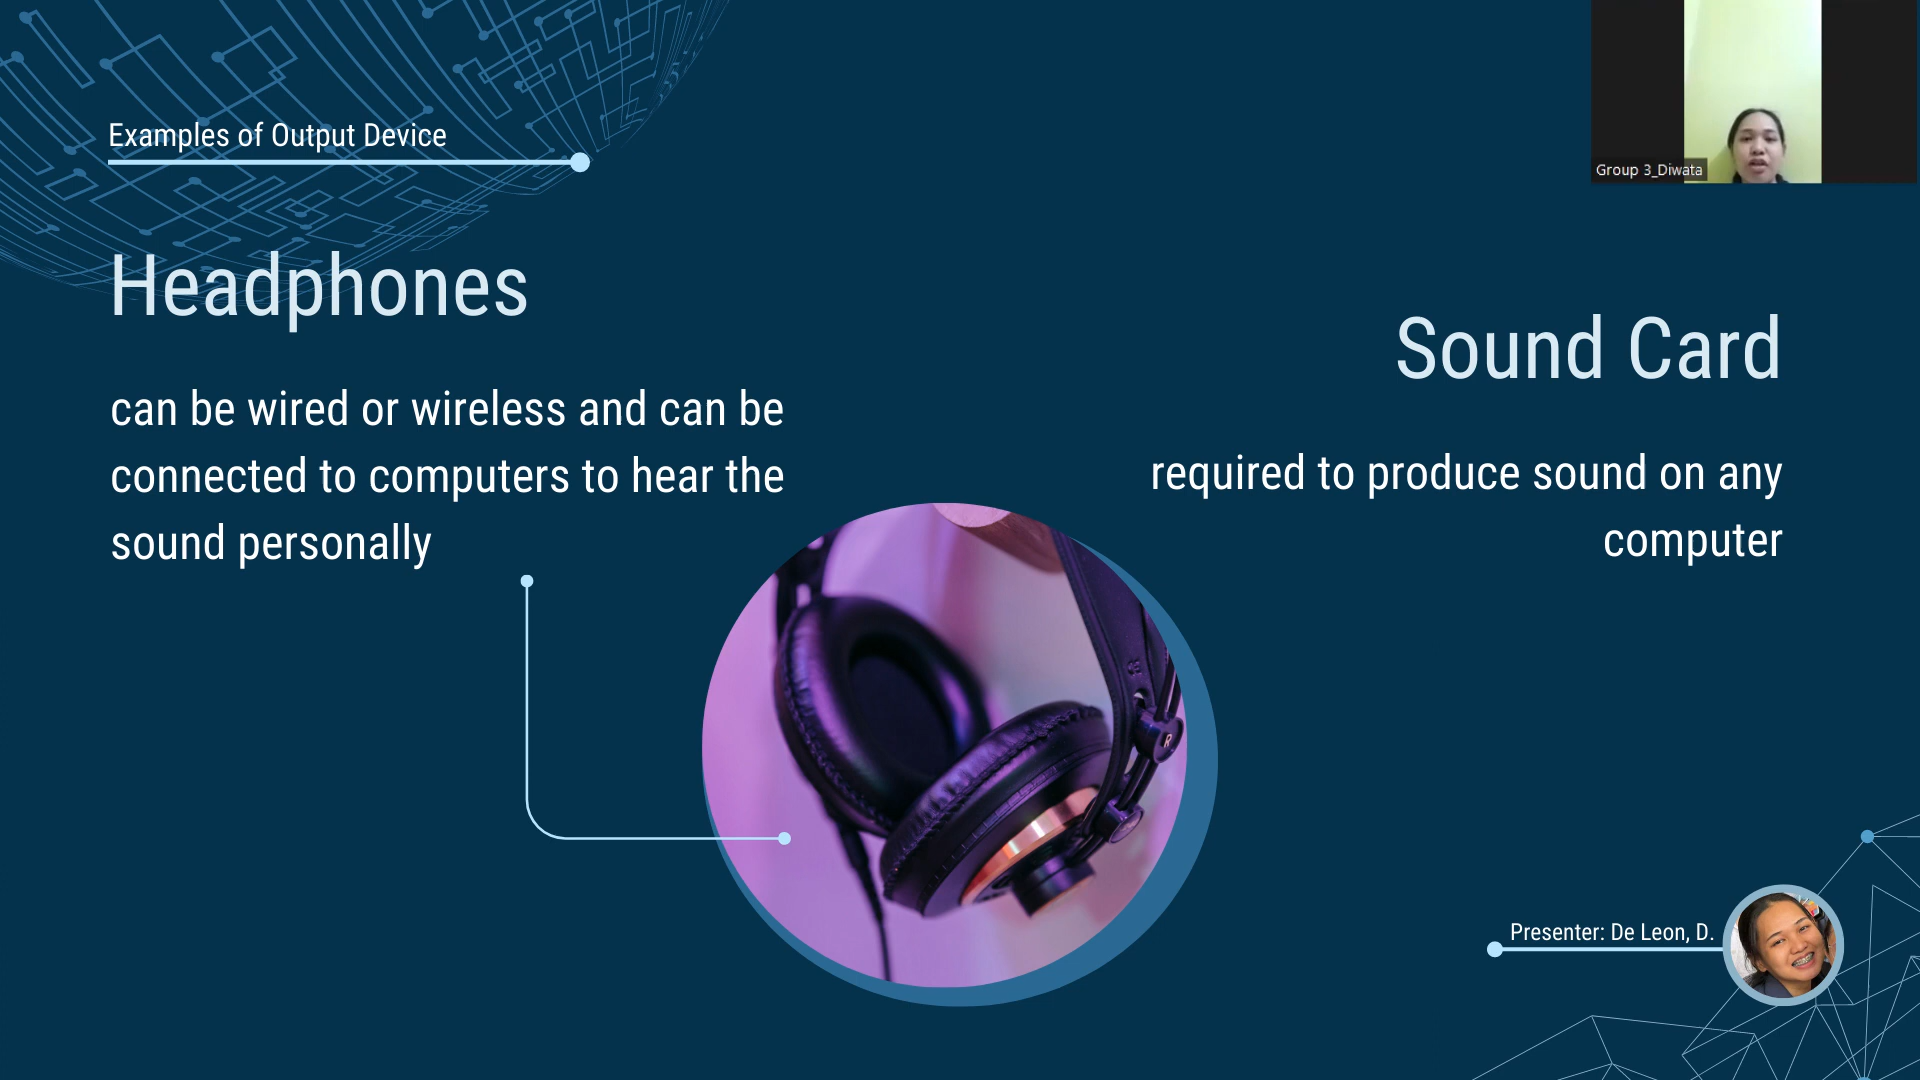 Examples of Output Device
Group 3_Diwata
Headphones
can be wired or wireless and can be
connected to computers to hear the
sound personally
Sound Card
required to produce sound on any
computer
R
Presenter: De Leon, D.